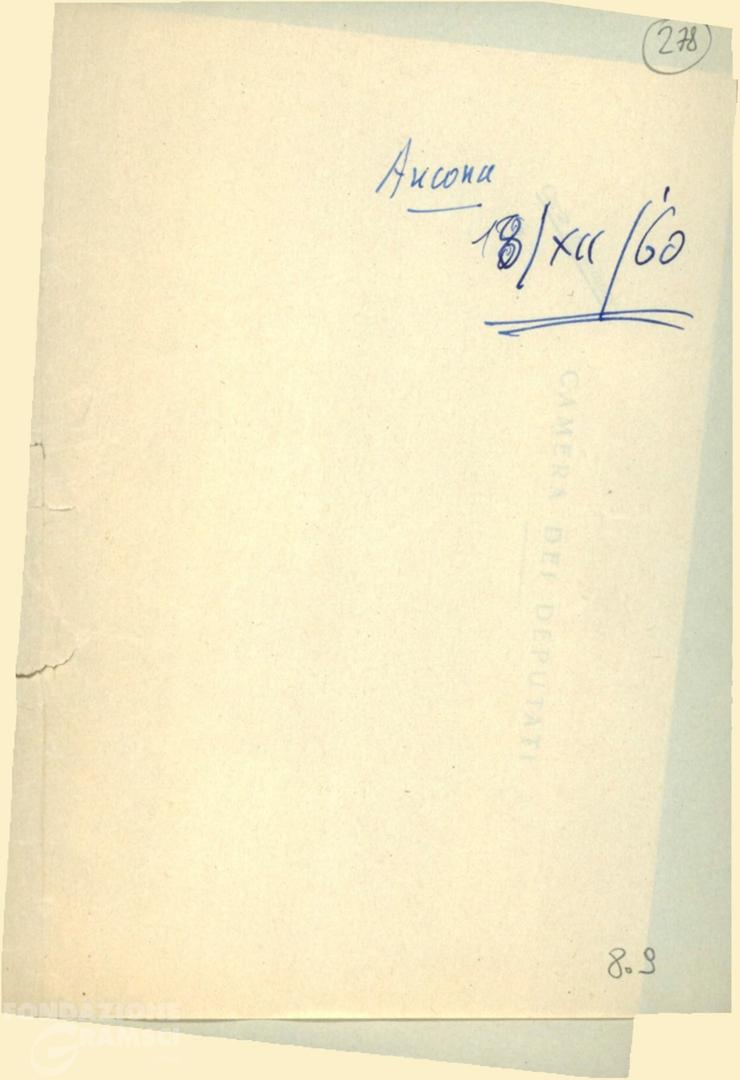 278
Ancona
18/XII/60
CAMERA DEI DEPUTATI
8.9
FONDAZIONE
GRAMSCI